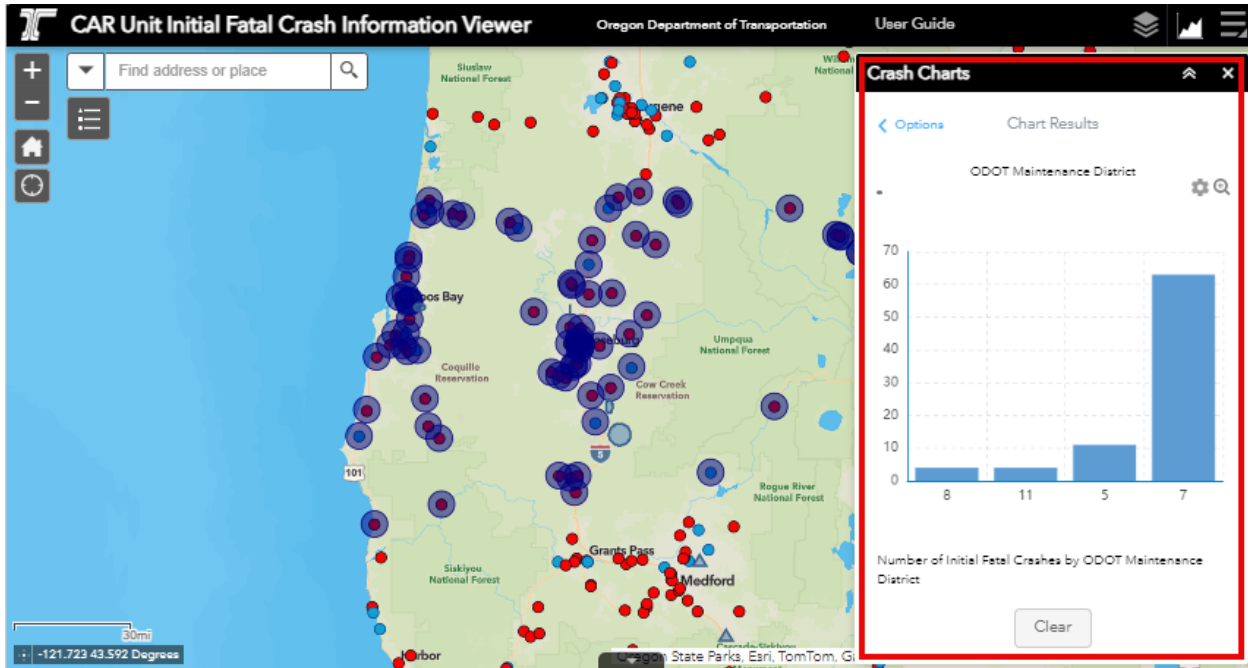 CAR Unit Initial Fatal Crash Information Viewer
Oregon Department of Transportation
User Guide
+
−
Find address or place
Siuslaw
National Forest
National
Coos Bay
Umpqua
National Forest
Coquille
Reservation
Cow Creek
Reservation
5
101
Rogue River
National Forest
Grants Pass
Siskiyou
National Forest
Medford
30mi
-121.723 43.592 Degrees
Oregon State Parks, Esri, TomTom, G
Crash Charts
Options
Chart Results
ODOT Maintenance District
70
60
50
40
30
20
10
0
8
11
5
7
Number of Initial Fatal Crashes by ODOT Maintenance
District
Clear